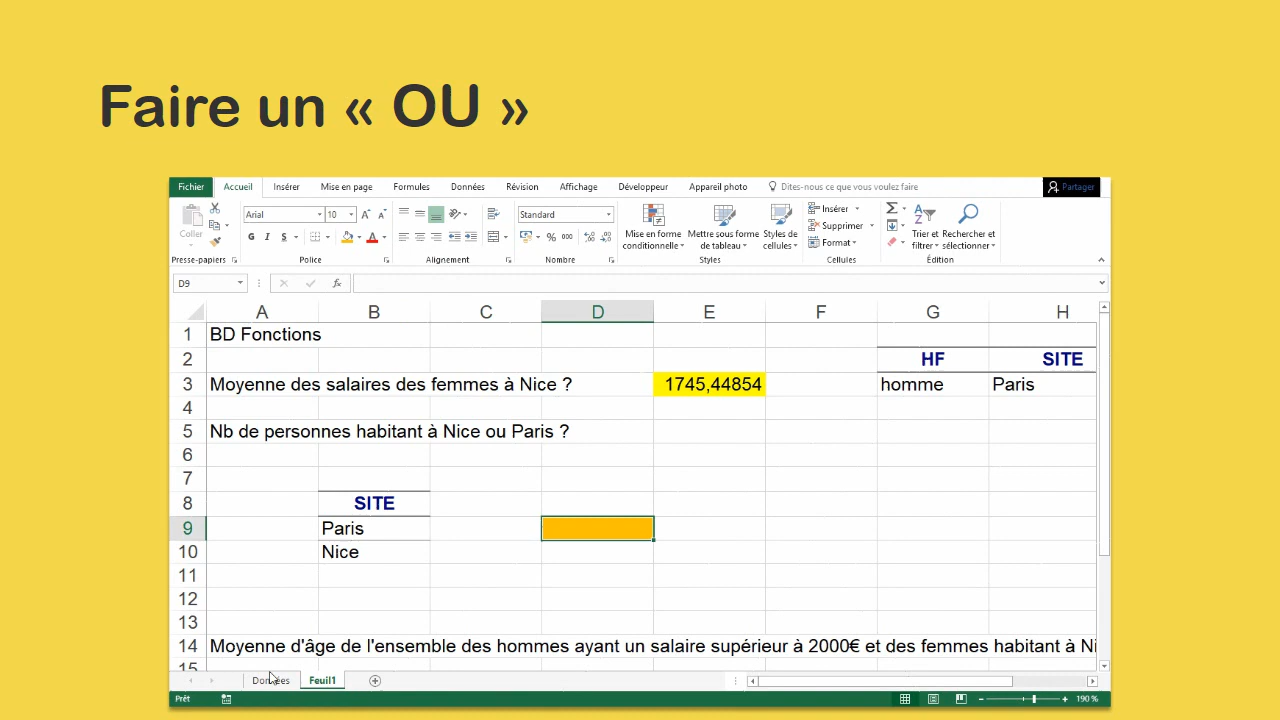 Faire un « OU »
Fichier Accueil Insérer Mise en page Formules Données Révision Affichage Développeur Appareil photo Dites-nous ce que vous voulez faire Partager
Coller
Arial 10
Standard
G I S
% 000
Mise en forme conditionnelle
Mettre sous forme de tableau
Styles de cellules
Insérer
Supprimer
Format
Trier et filtrer
Rechercher et sélectionner
Presse-papiers Police Alignement Nombre Styles Cellules Édition
D9 fx
A B C D E F G H
1 BD Fonctions
2 HF SITE
3 Moyenne des salaires des femmes à Nice ? 1745,44854 homme Paris
4
5 Nb de personnes habitant à Nice ou Paris ?
6
7
8 SITE
9 Paris
10 Nice
11
12
13
14 Moyenne d'âge de l'ensemble des hommes ayant un salaire supérieur à 2000€ et des femmes habitant à Ni
15
Données Feuil1
Prêt 190 %